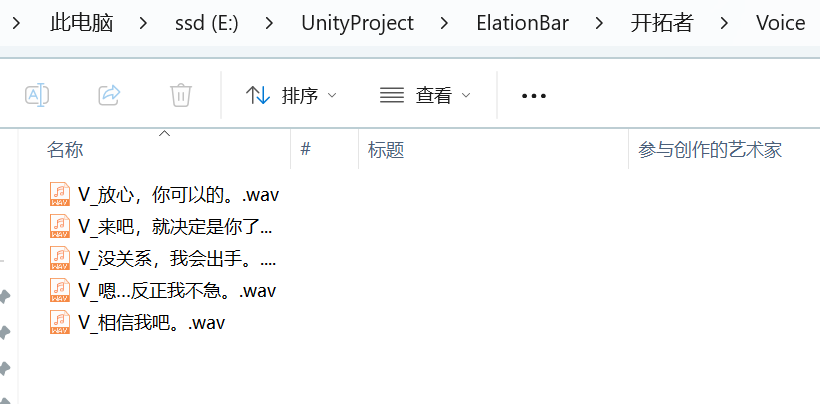 此电脑 > ssd (E:) > UnityProject > ElationBar > 开拓者 > Voice
排序 查看
名称 # 标题 参与创作的艺术家
V_放心，你可以的。.wav
V_来吧，就决定是你了...
V_没关系，我会出手。....
V_嗯...反正我不急。.wav
V_相信我吧。.wav